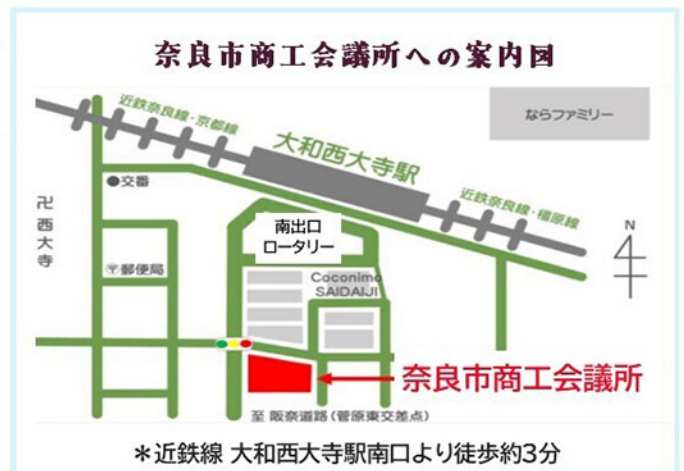 奈良市商工会議所への案内図
近鉄奈良線・京都線
ならファミリー
大和西大寺駅
●交番
近鉄奈良線・橿原線
卍西大寺
南出口
ロータリー
N
〒郵便局
Coconimo
SAIDAIJI
奈良市商工会議所
至 阪奈道路(菅原東交差点)
*近鉄線 大和西大寺駅南口より徒歩約3分